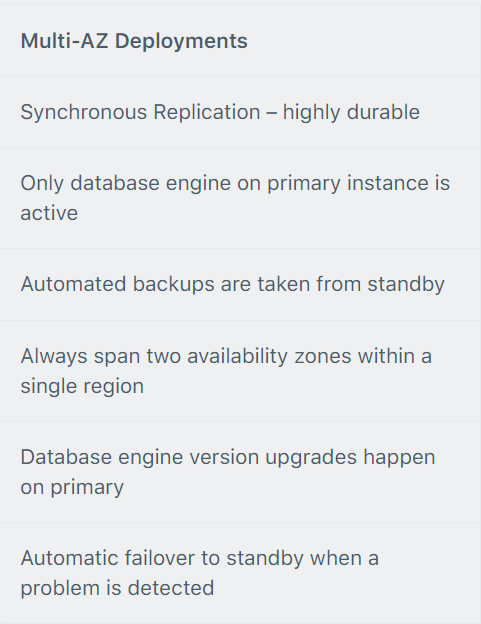 Multi-AZ Deployments
Synchronous Replication – highly durable
Only database engine on primary instance is
active
Automated backups are taken from standby
Always span two availability zones within a
single region
Database engine version upgrades happen
on primary
Automatic failover to standby when a
problem is detected